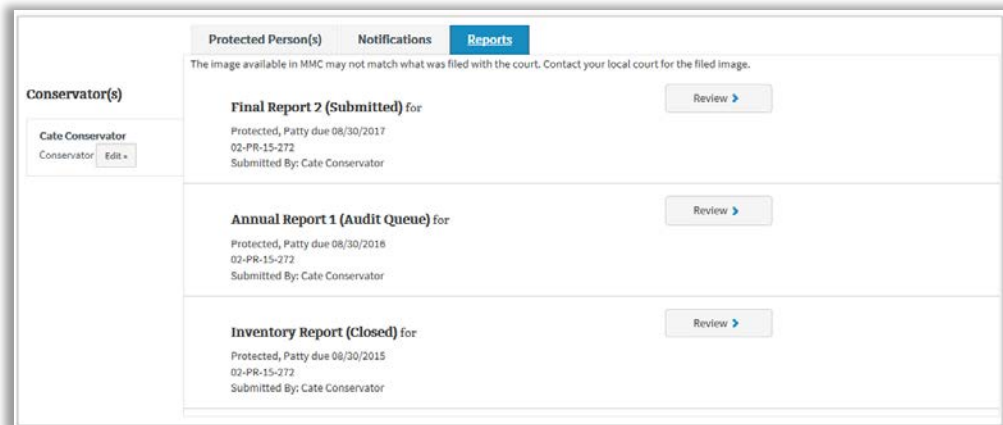 Protected Person(s) Notifications Reports
The image available in MMC may not match what was filed with the court. Contact your local court for the filed image.
Conservator(s)
Cate Conservator
Conservator Edit »
Final Report 2 (Submitted) for
Review
Protected, Patty due 08/30/2017
02-PR-15-272
Submitted By: Cate Conservator
Annual Report 1 (Audit Queue) for
Review
Protected, Patty due 08/30/2016
02-PR-15-272
Submitted By: Cate Conservator
Inventory Report (Closed) for
Review
Protected, Patty due 08/30/2015
02-PR-15-272
Submitted By: Cate Conservator